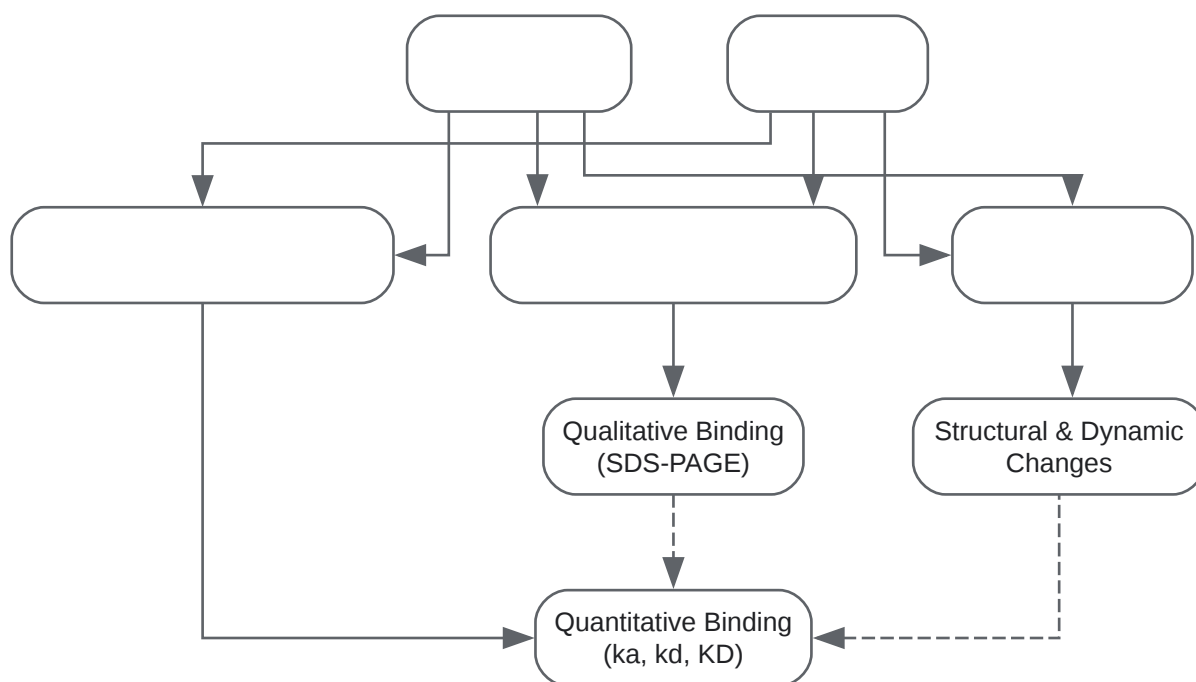 Qualitative Binding
(SDS-PAGE)
Structural & Dynamic
Changes
Quantitative Binding
(ka, kd, KD)